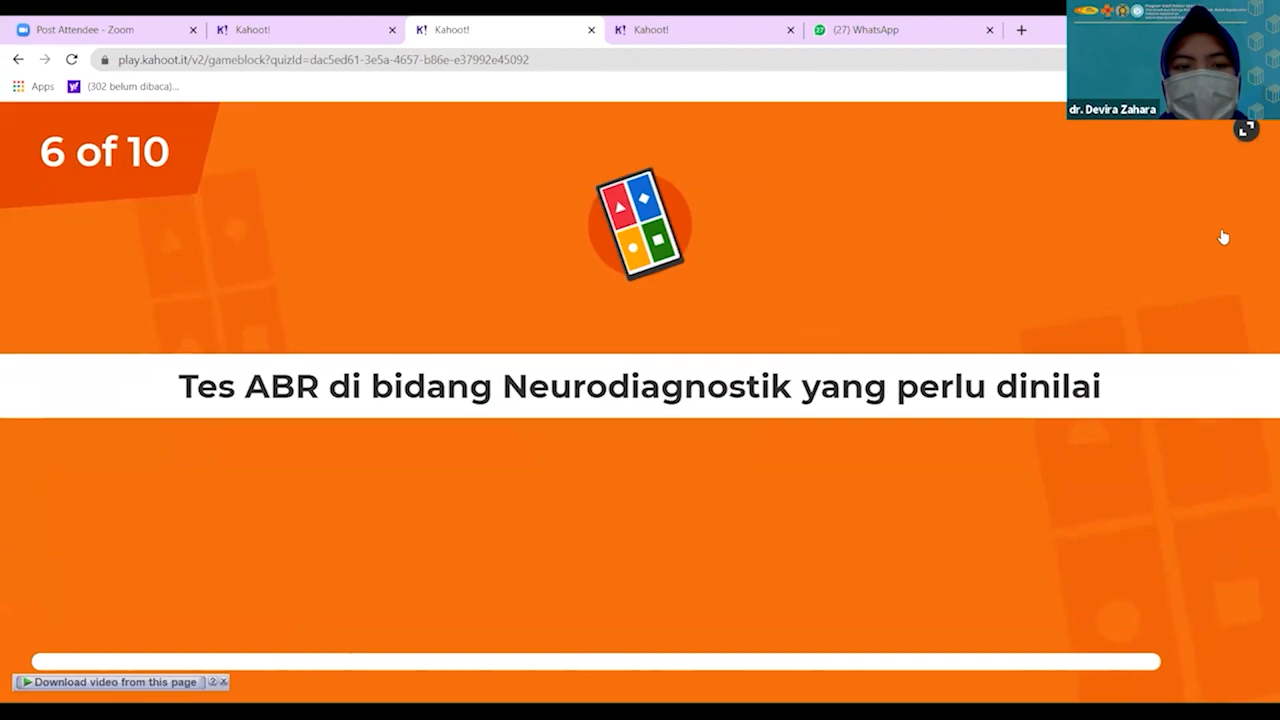 Post Attendee - Zoom
Kahoot!
Kahoot!
Kahoot!
(27) WhatsApp
play.kahoot.it/v2/gameblock?quizId=dac5ed61-3e5a-4657-b86e-e37992e45092
Apps
(302 belum dibaca)...
dr. Devira Zahara
6 of 10
Tes ABR di bidang Neurodiagnostik yang perlu dinilai
Download video from this page